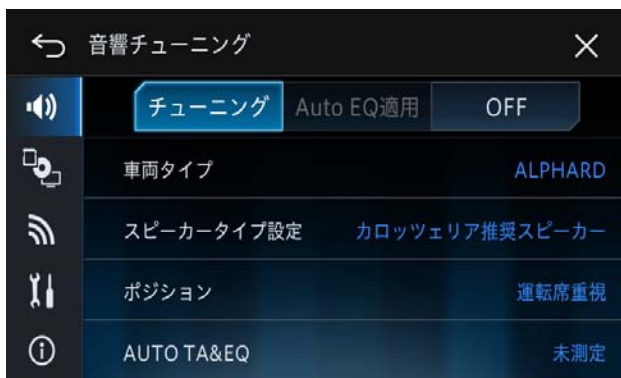 音響チューニング
チューニング Auto EQ適用 OFF
車両タイプ ALPHARD
スピーカータイプ設定 カロッツェリア推奨スピーカー
ポジション 運転席重視
AUTO TA&EQ 未測定